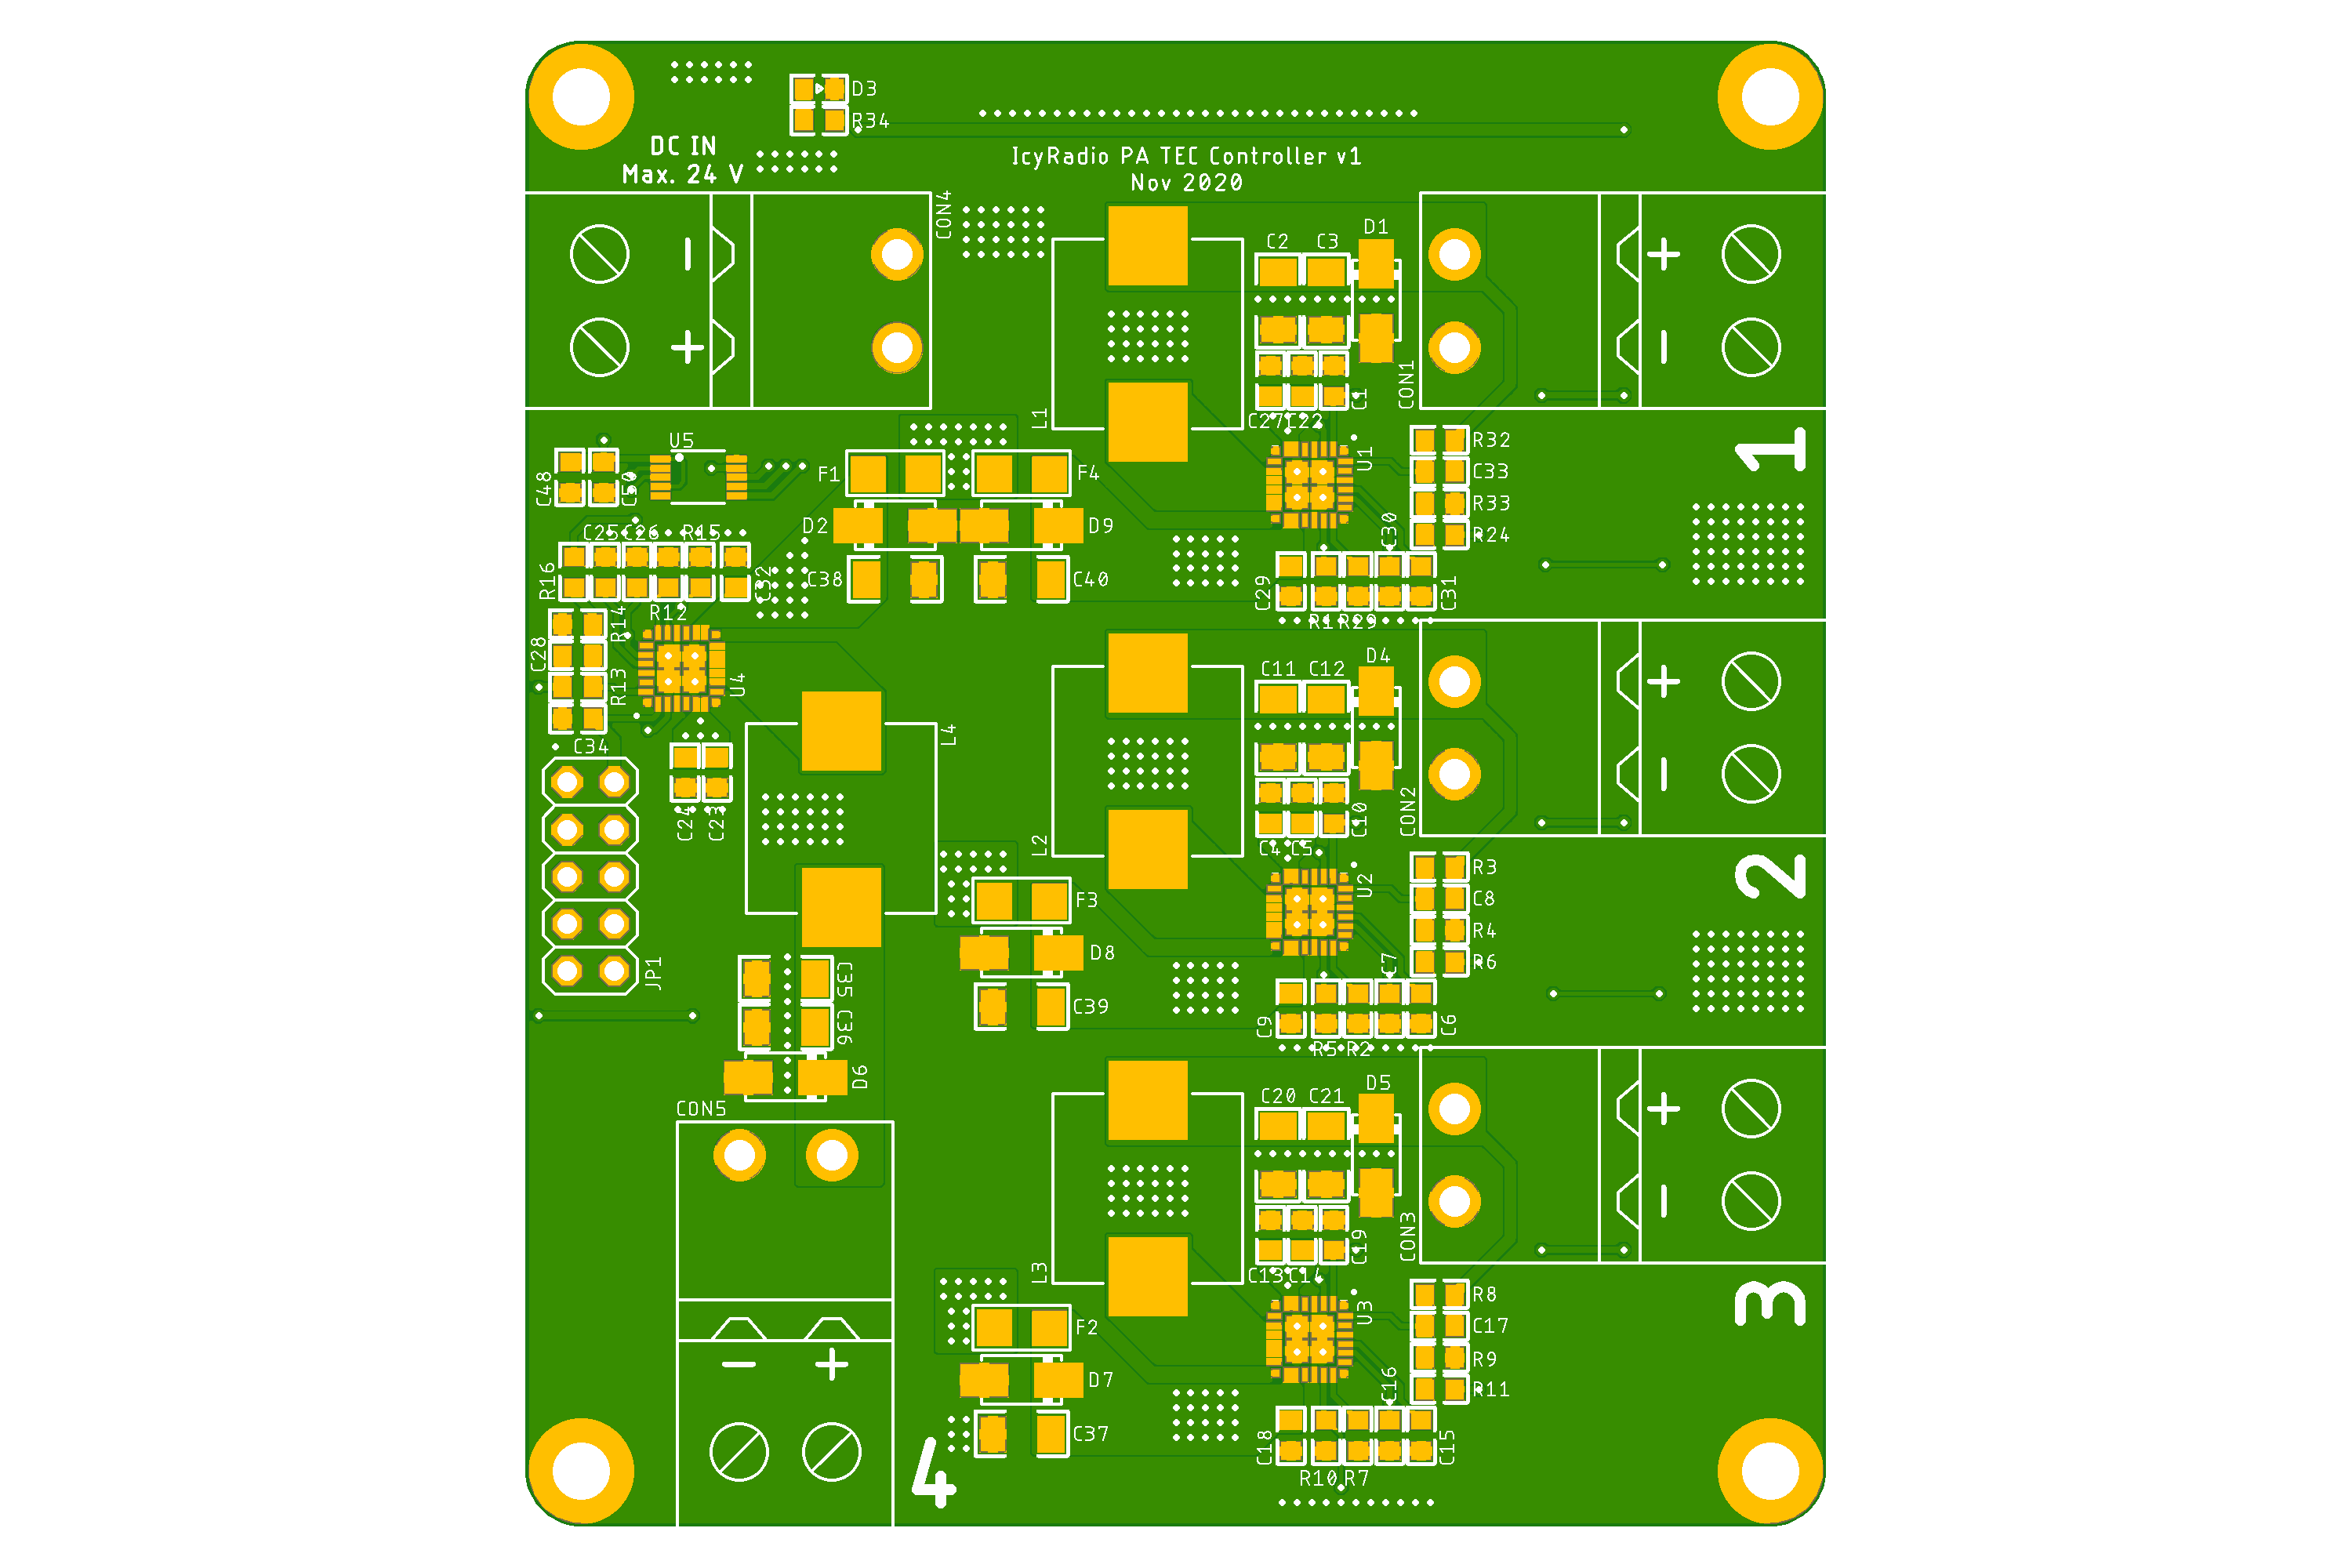 D3
R34
DC IN
Max. 24 V
IcyRadio PA TEC Controller v1
Nov 2020
CON4
−
+
C2 C3 D1
+
−
L1
C1
CON1
C27 C22
U5
F1
F4
U1
R32
C33
R33
R24
1
C48
C50
D2
D9
C25 C26 R15
R16
C32
C38
C40
C30
C29
C31
R12
R14
R1 R29
C28
R13
U4
C34
L4
C11 C12 D4
+
−
L2
C10
CON2
C4 C5
C24
C23
F3
U2
R3
C8
R4
R6
2
JP1
D8
C35
C36
C39
C7
C9
C6
R5 R2
D6
CON5
C20 C21 D5
+
−
L3
C19
CON3
C13 C14
F2
U3
R8
C17
R9
R11
3
− +
D7
C16
C37
C18
C15
R10 R7
4